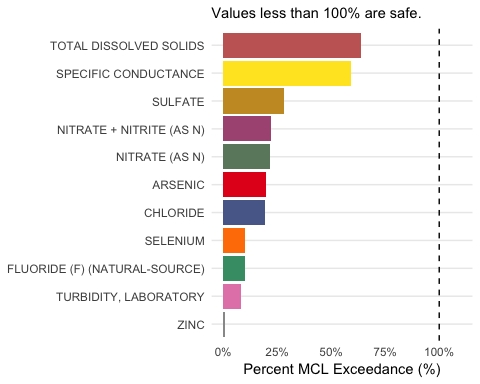 Values less than 100% are safe.
TOTAL DISSOLVED SOLIDS
SPECIFIC CONDUCTANCE
SULFATE
NITRATE + NITRITE (AS N)
NITRATE (AS N)
ARSENIC
CHLORIDE
SELENIUM
FLUORIDE (F) (NATURAL-SOURCE)
TURBIDITY, LABORATORY
ZINC
0% 25% 50% 75% 100%
Percent MCL Exceedance (%)